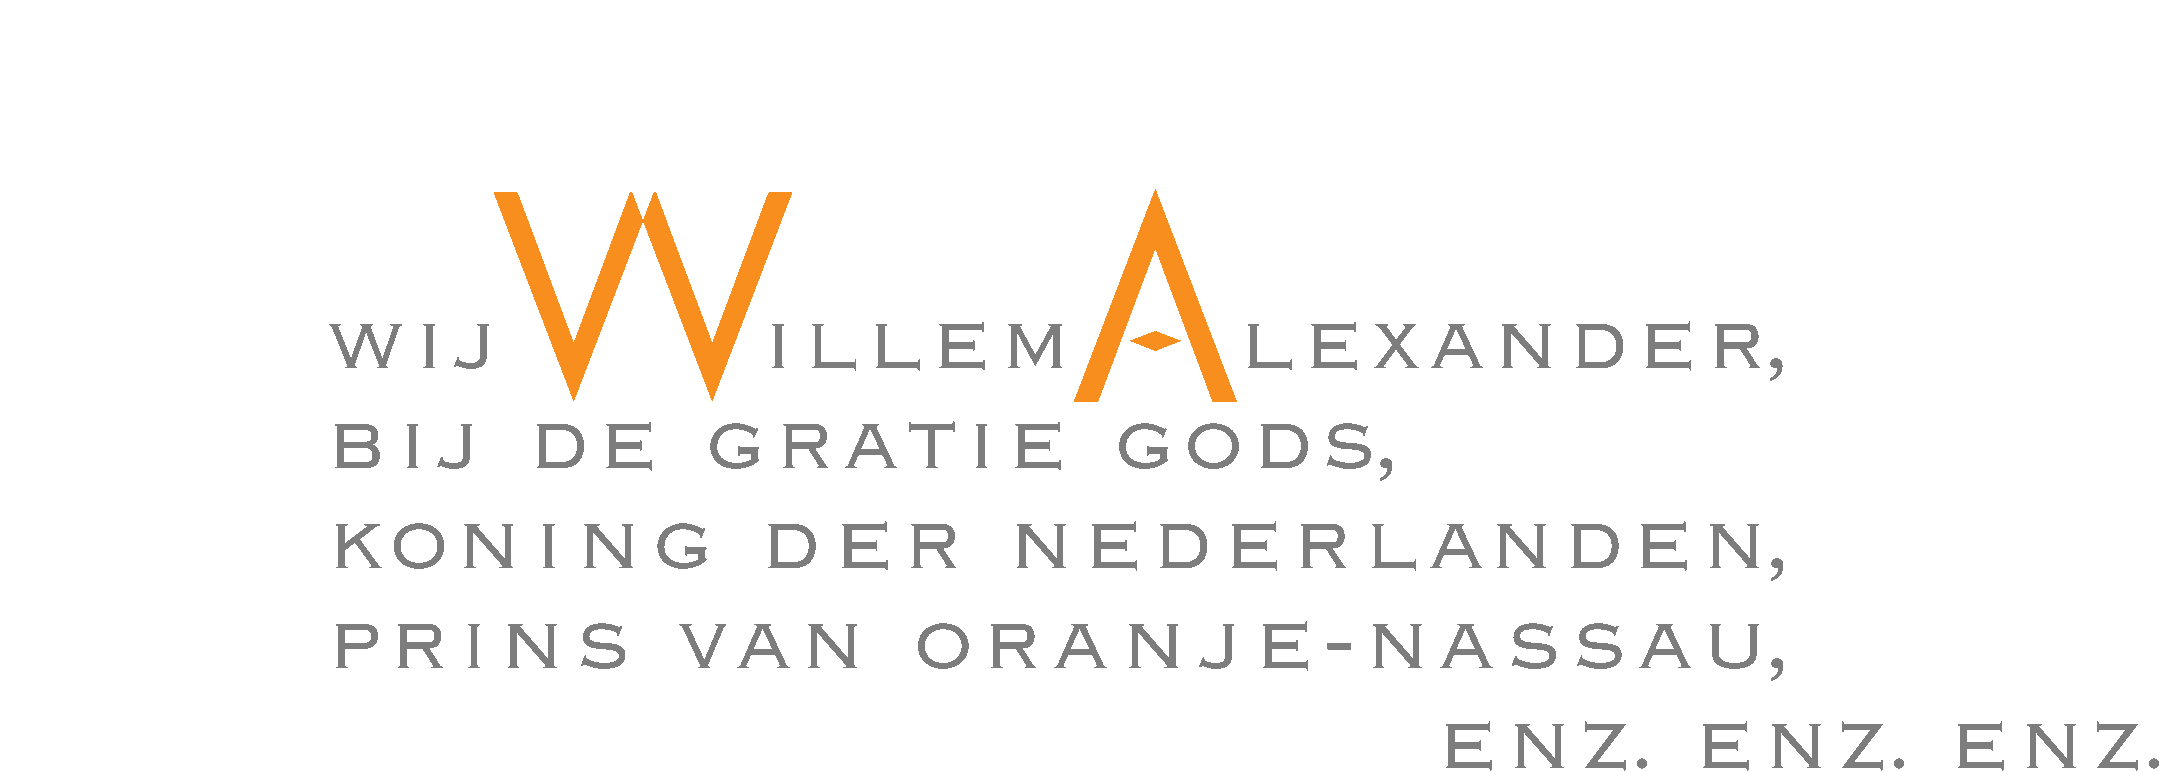 WIJ WILLEM ALEXANDER,
BIJ DE GRATIE GODS,
KONING DER NEDERLANDEN,
PRINS VAN ORANJE-NASSAU,
ENZ. ENZ. ENZ.